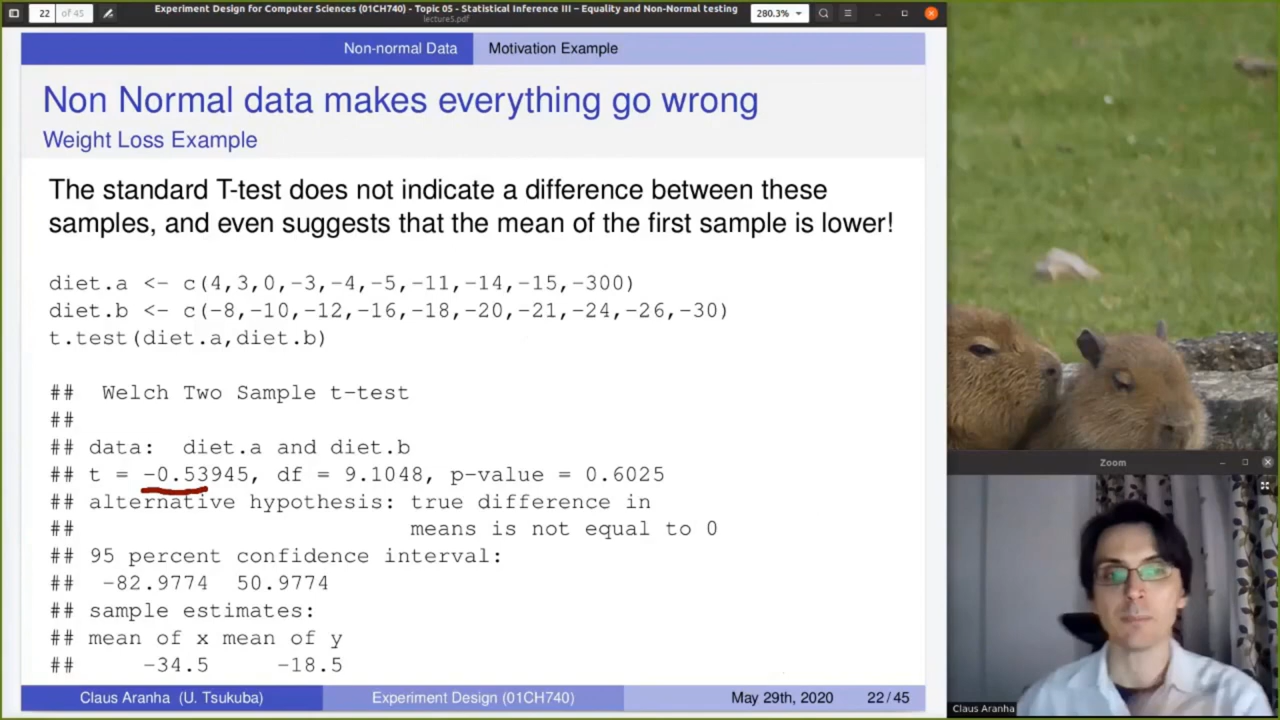 22 of 45
Experiment Design for Computer Sciences (01CH740) - Topic 05 - Statistical Inference III – Equality and Non-Normal testing
lecture5.pdf
280.3%
Non-normal Data Motivation Example
Non Normal data makes everything go wrong
Weight Loss Example
The standard T-test does not indicate a difference between these
samples, and even suggests that the mean of the first sample is lower!
diet.a <- c(4,3,0,-3,-4,-5,-11,-14,-15,-300)
diet.b <- c(-8,-10,-12,-16,-18,-20,-21,-24,-26,-30)
t.test(diet.a,diet.b)
## Welch Two Sample t-test
##
## data: diet.a and diet.b
## t = -0.53945, df = 9.1048, p-value = 0.6025
## alternative hypothesis: true difference in
## means is not equal to 0
## 95 percent confidence interval:
## -82.9774 50.9774
## sample estimates:
## mean of x mean of y
## -34.5 -18.5
Claus Aranha (U. Tsukuba) Experiment Design (01CH740) May 29th, 2020 22/45
Zoom
Claus Aranha